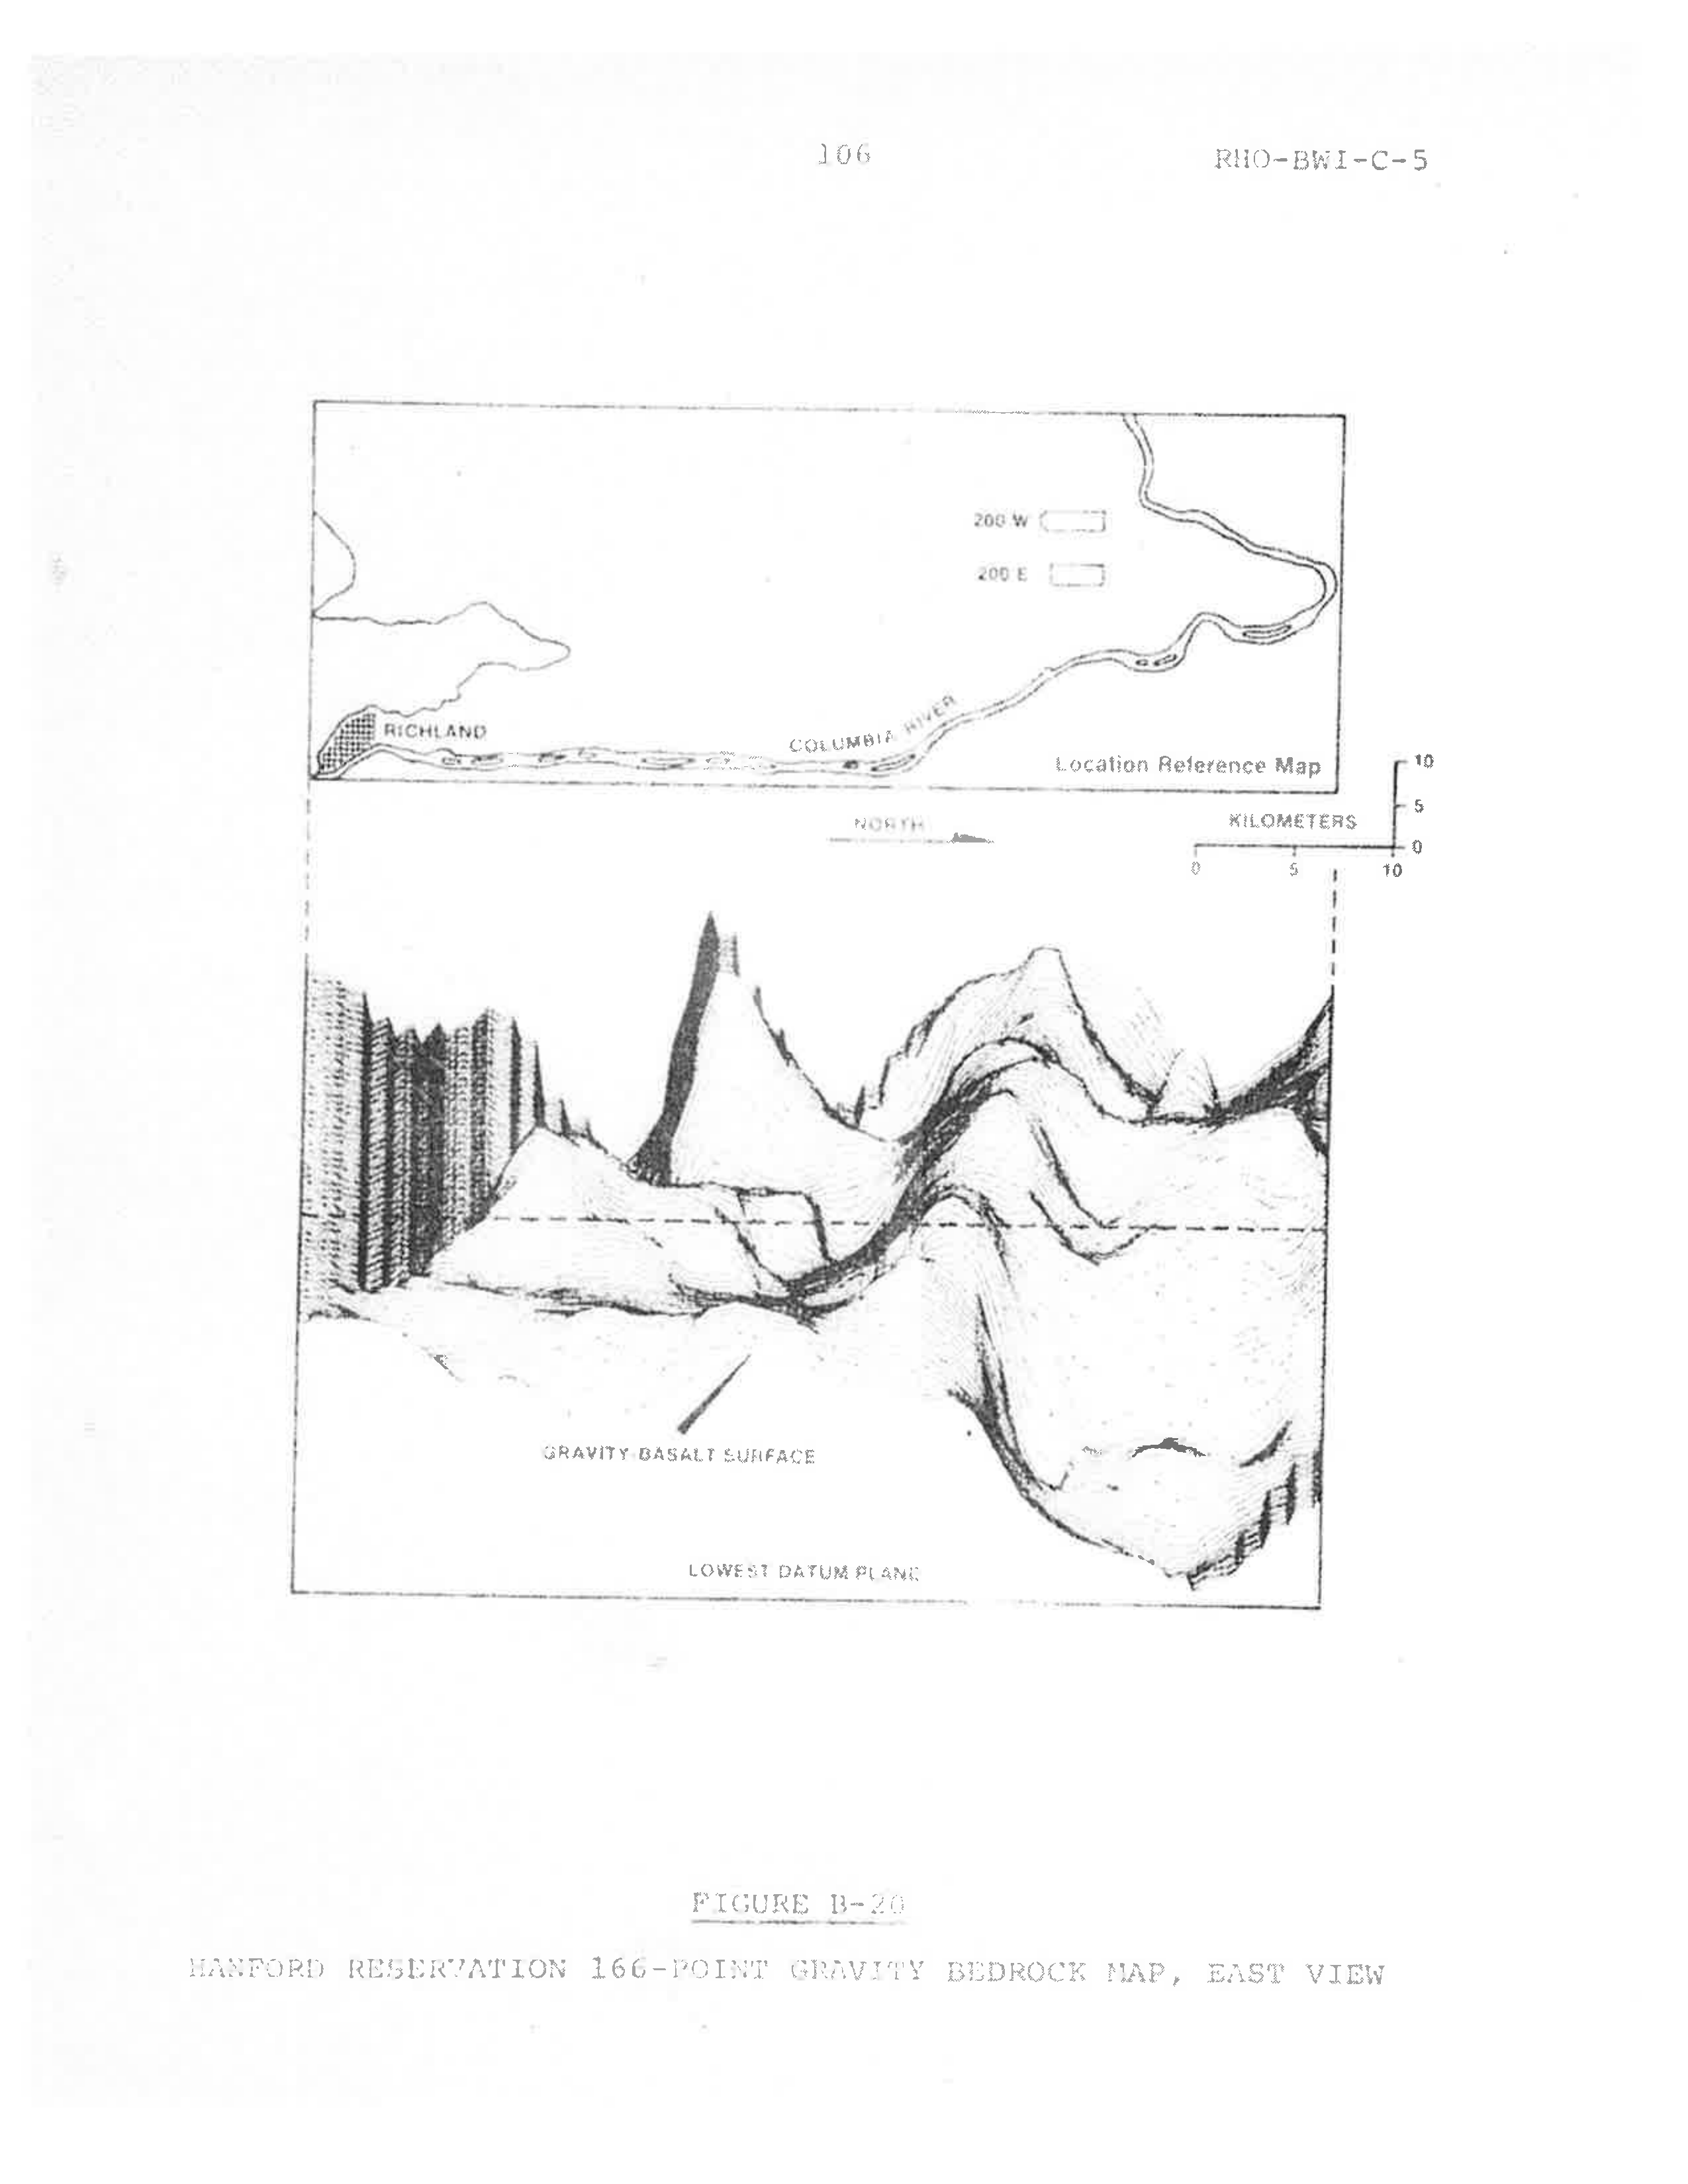 106
RHO-BWI-C-5
200 W
200 E
RICHLAND
COLUMBIA RIVER
Location Reference Map
NORTH
KILOMETERS
10
5
0
0
5
10
GRAVITY-BASALT SURFACE
LOWEST DATUM PLANE
FIGURE B-20
HANFORD RESERVATION 166-POINT GRAVITY BEDROCK MAP, EAST VIEW